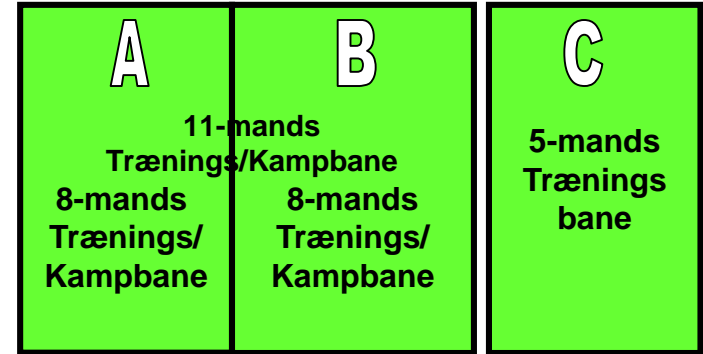 A
B
C
11-mands
Trænings/Kampbane
8-mands
Trænings/
Kampbane
8-mands
Trænings/
Kampbane
5-mands
Trænings
bane